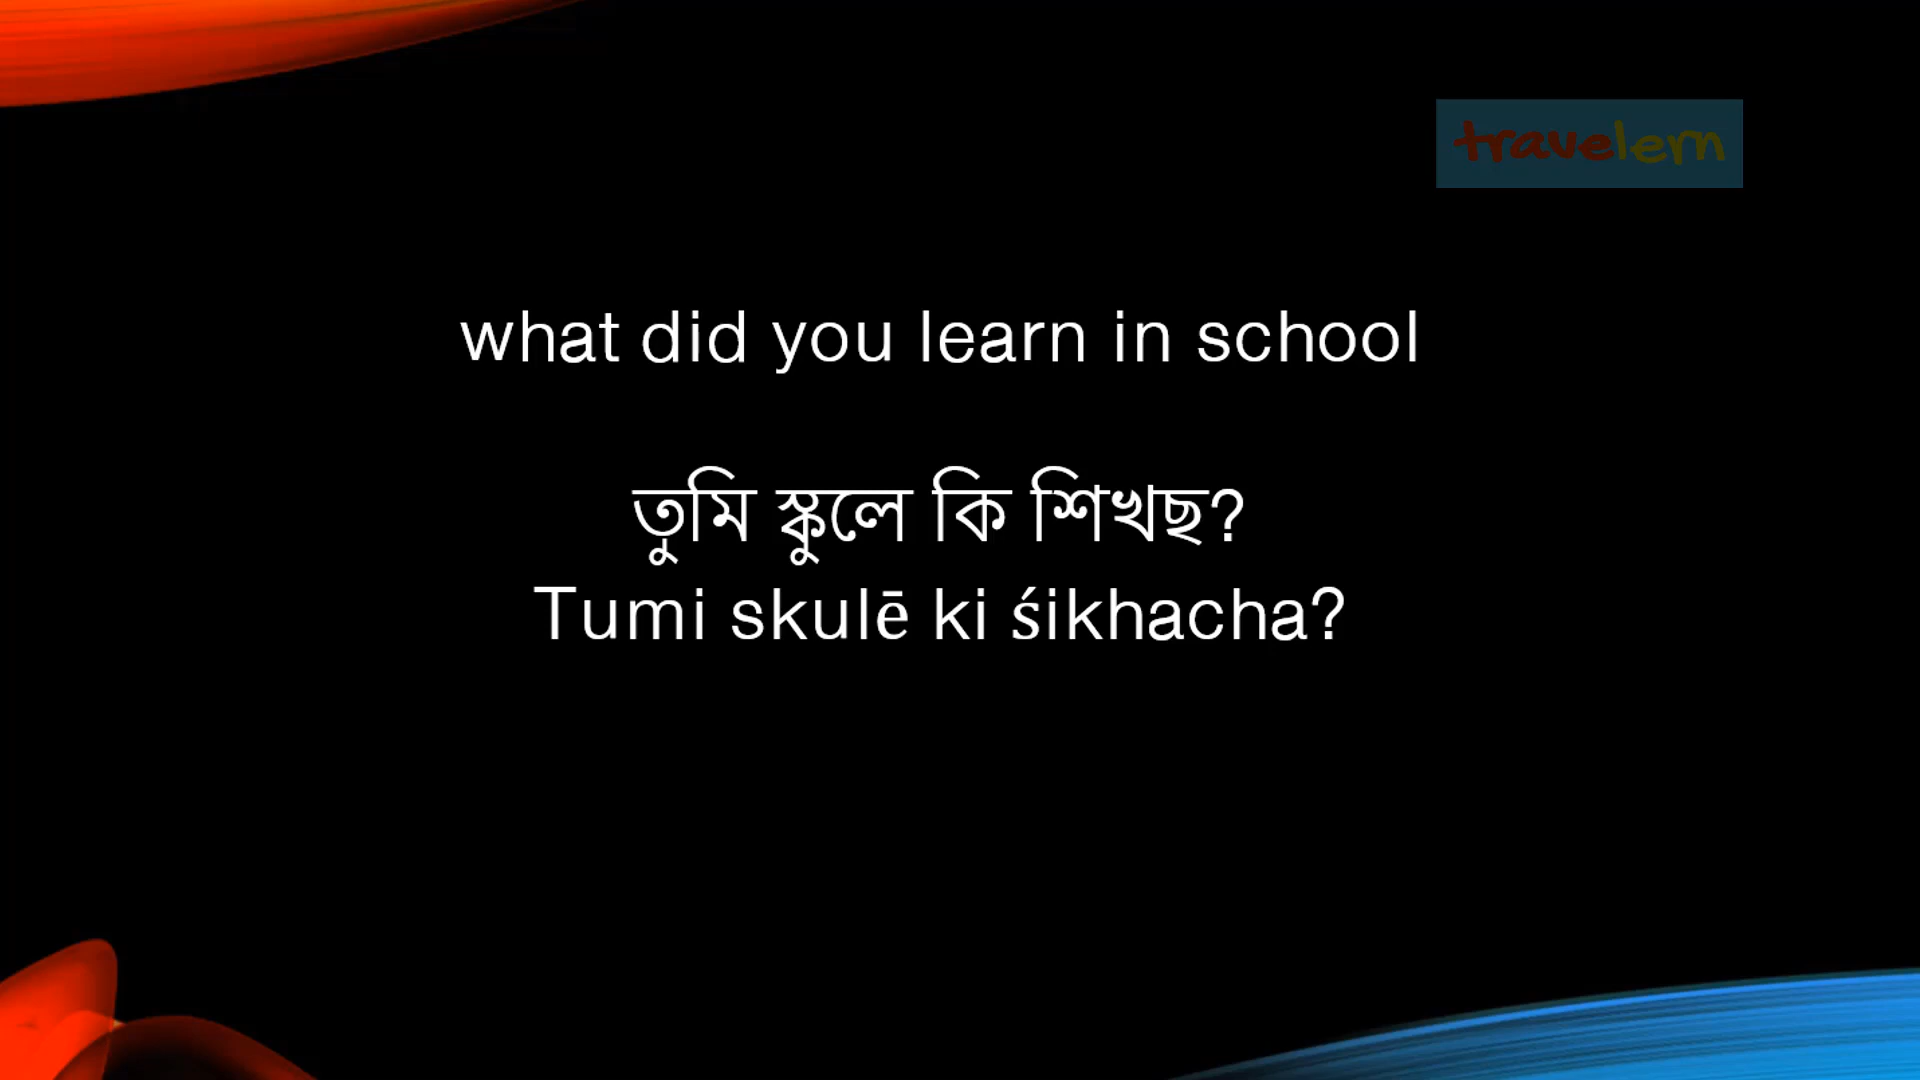 travelern
what did you learn in school
তুমি স্কুলে কি শিখছ?
Tumi skulē ki śikhacha?